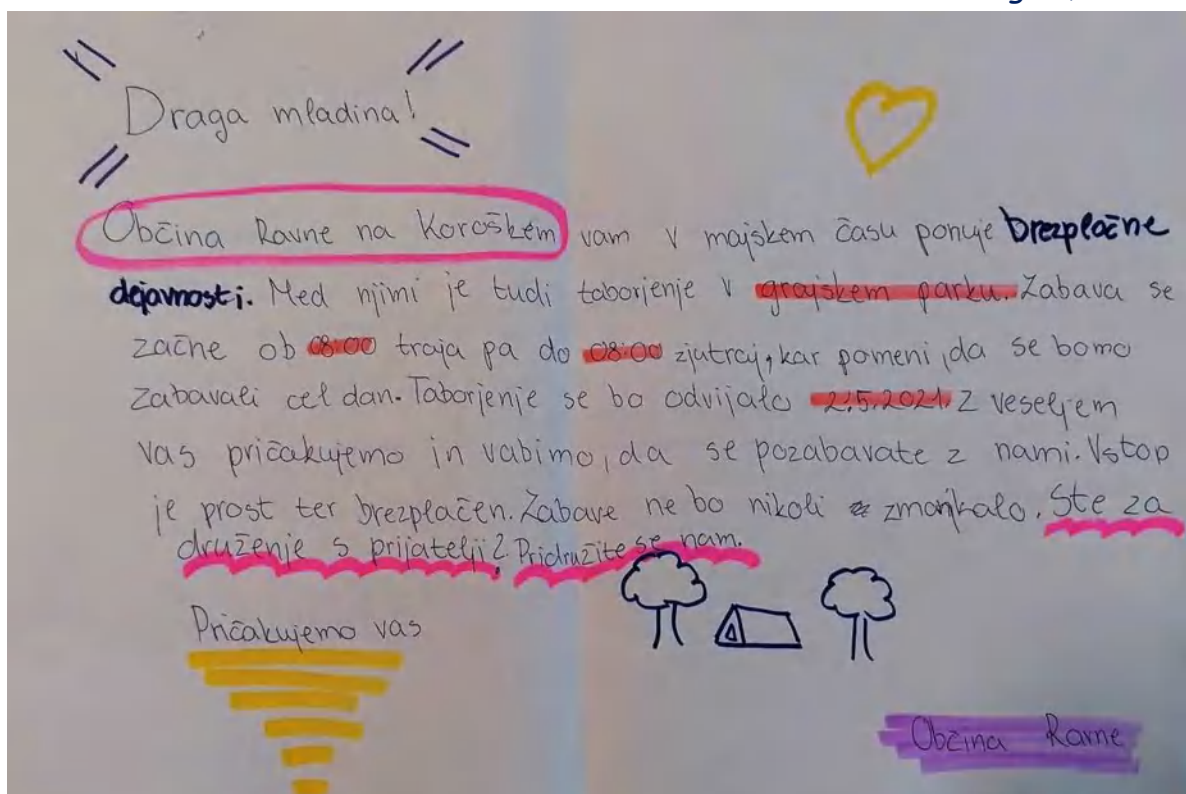 Draga mladina!
Občina Ravne na Koroškem vam v majskem času ponuje brezplačne
dejavnosti. Med njimi je tudi taborjenje v grajskem parku. Zabava se
začne ob 08:00 traja pa do 08:00 zjutraj, kar pomeni, da se bomo
zabavali cel dan. Taborjenje se bo odvijalo 2.5.2021. Z veseljem
vas pričakujemo in vabimo, da se pozabavate z nami. Vstop
je prost ter brezplačen. Zabave ne bo nikoli zmanjkalo. Ste za
druženje s prijatelji? Pridružite se nam.
Pričakujemo vas
Občina Ravne